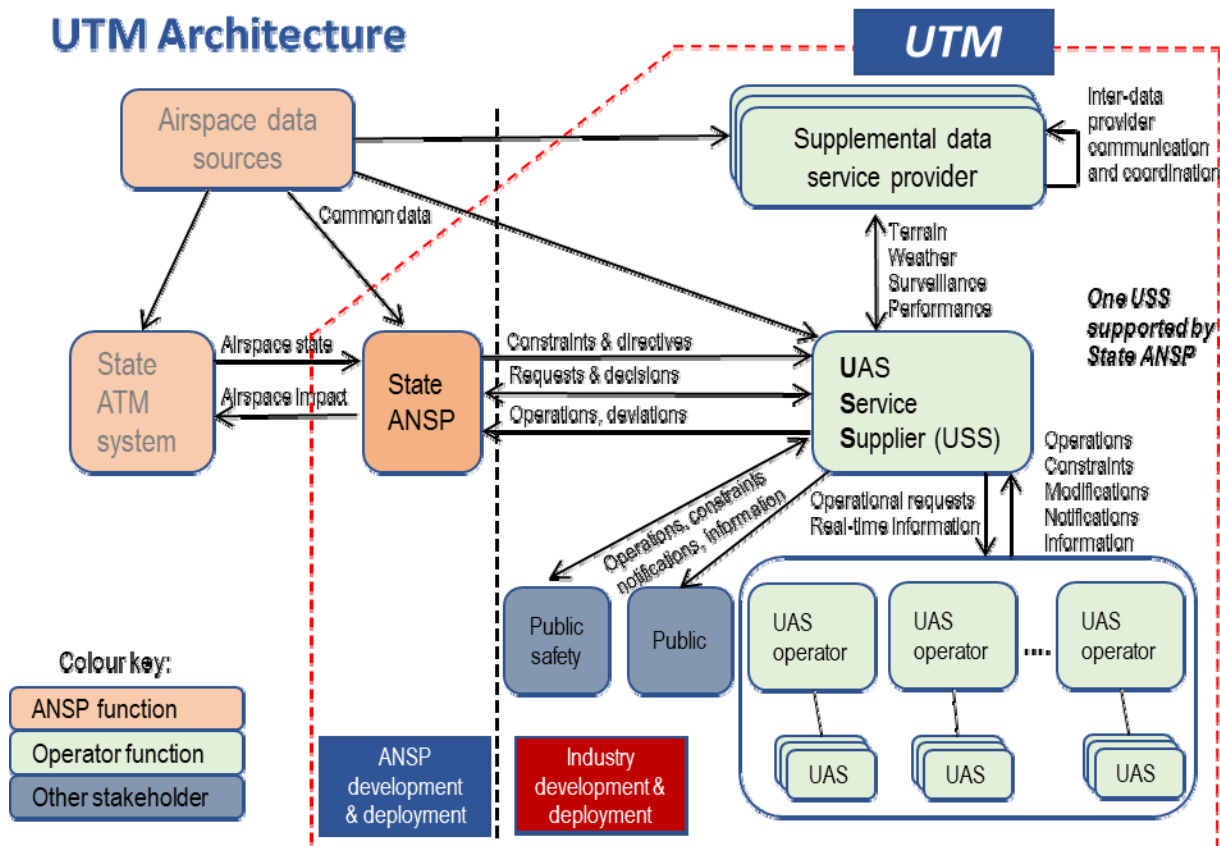 UTM Architecture
UTM
Airspace data
sources
Supplemental data
service provider
Inter-data
provider
communication
and coordination
Common data
Terrain
Weather
Surveillance
Performance
One USS
supported by
State ANSP
State
ATM
system
Airspace state
Airspace Impact
State
ANSP
Constraints & directives
Requests & decisions
Operations, deviations
UAS
Service
Supplier (USS)
Operations, constraints
notifications, information
Operational requests
Real-time Information
Operations
Constraints
Modifications
Notifications
Information
Public
safety
Public
UAS
operator
UAS
operator
....
UAS
operator
UAS
UAS
UAS
Colour key:
ANSP function
Operator function
Other stakeholder
ANSP
development
& deployment
Industry
development &
deployment